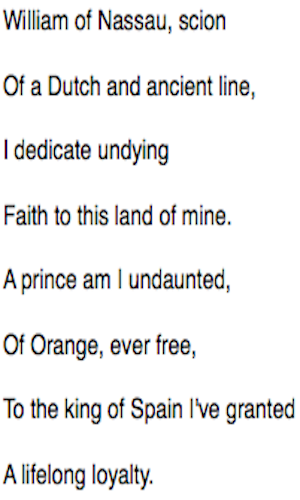 William of Nassau, scion
Of a Dutch and ancient line,
I dedicate undying
Faith to this land of mine.
A prince am I undaunted,
Of Orange, ever free,
To the king of Spain I've granted
A lifelong loyalty.